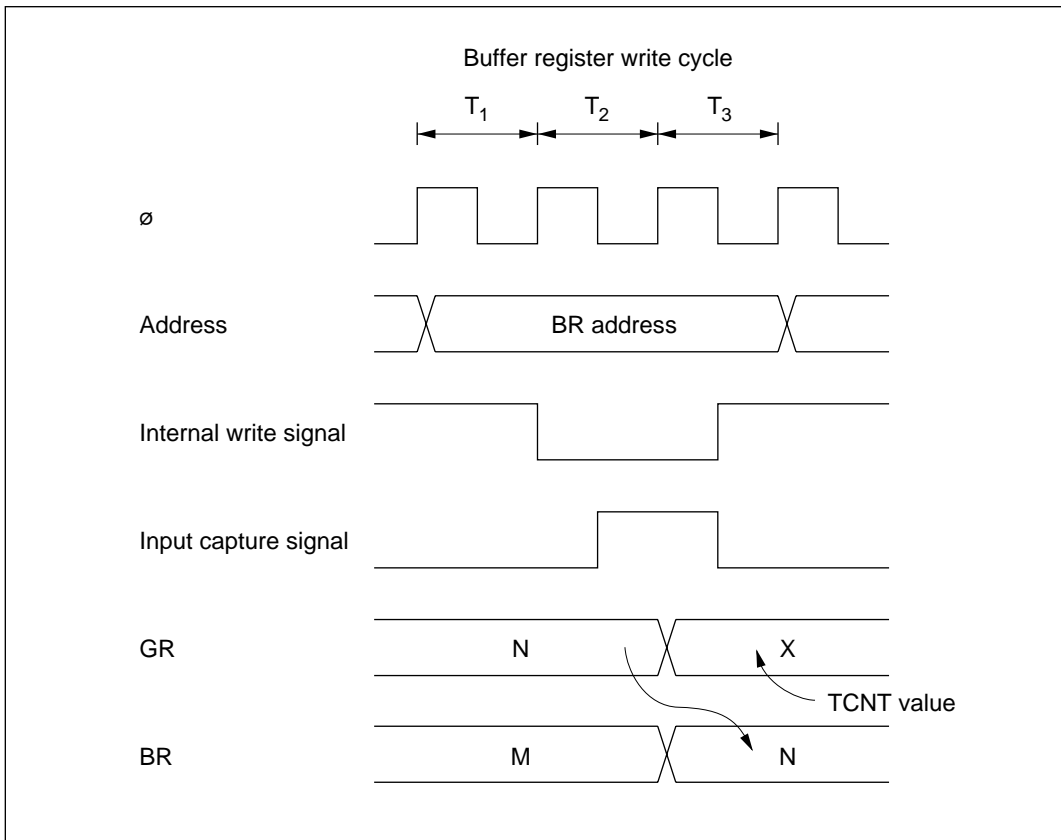 Buffer register write cycle
T1 T2 T3
ø
Address BR address
Internal write signal
Input capture signal
GR N X
TCNT value
BR M N